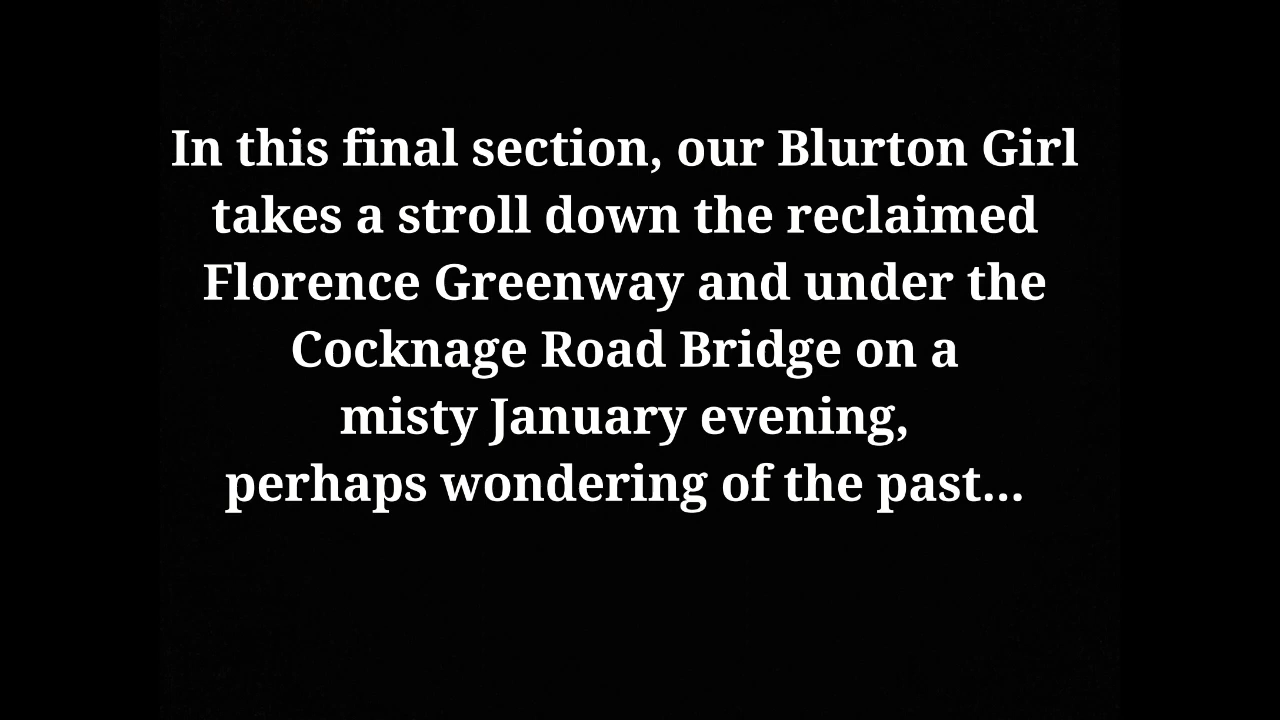 In this final section, our Blurton Girl
takes a stroll down the reclaimed
Florence Greenway and under the
Cocknage Road Bridge on a
misty January evening,
perhaps wondering of the past...